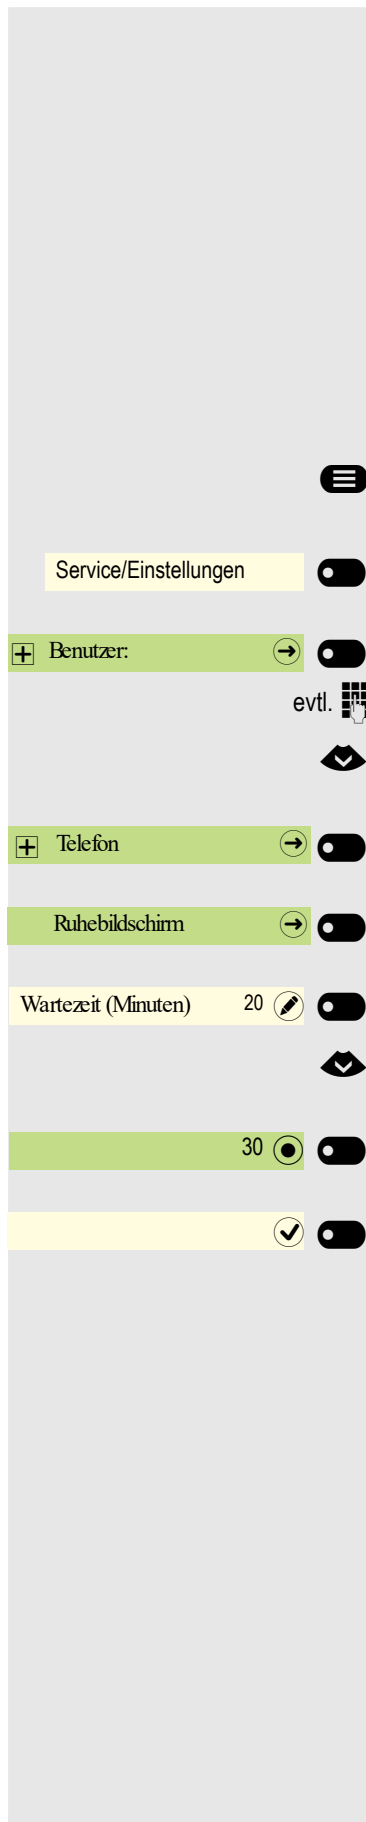 Service/Einstellungen
Benutzer:
evtl.
Telefon
Ruhebildschirm
Wartezeit (Minuten) 20
30